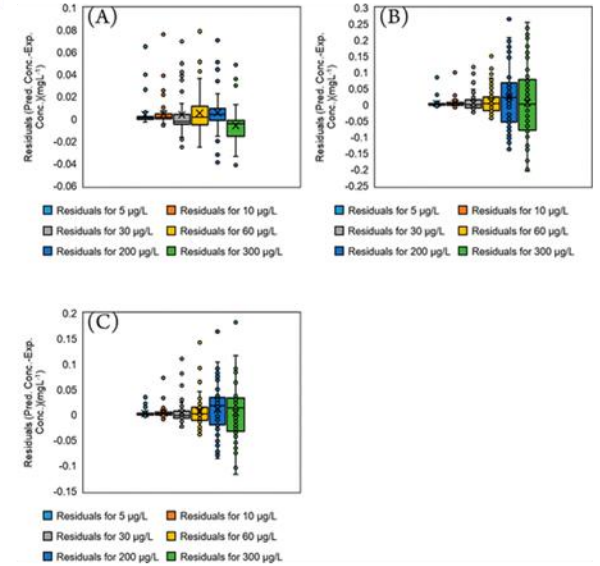 (A)
Residuals (Pred. Conc.-Exp. Conc.)(mgL⁻¹)
0.1
0.08
0.06
0.04
0.02
0
-0.02
-0.04
-0.06
Residuals for 5 µg/L Residuals for 10 µg/L
Residuals for 30 µg/L Residuals for 60 µg/L
Residuals for 200 µg/L Residuals for 300 µg/L
(B)
Residuals (Pred. Conc.-Exp. Conc.)(mgL⁻¹)
0.3
0.25
0.2
0.15
0.1
0.05
0
-0.05
-0.1
-0.15
-0.2
-0.25
Residuals for 5 µg/L Residuals for 10 µg/L
Residuals for 30 µg/L Residuals for 60 µg/L
Residuals for 200 µg/L Residuals for 300 µg/L
(C)
Residuals (Pred. Conc.-Exp. Conc.)(mgL⁻¹)
0.2
0.15
0.1
0.05
0
-0.05
-0.1
-0.15
Residuals for 5 µg/L Residuals for 10 µg/L
Residuals for 30 µg/L Residuals for 60 µg/L
Residuals for 200 µg/L Residuals for 300 µg/L